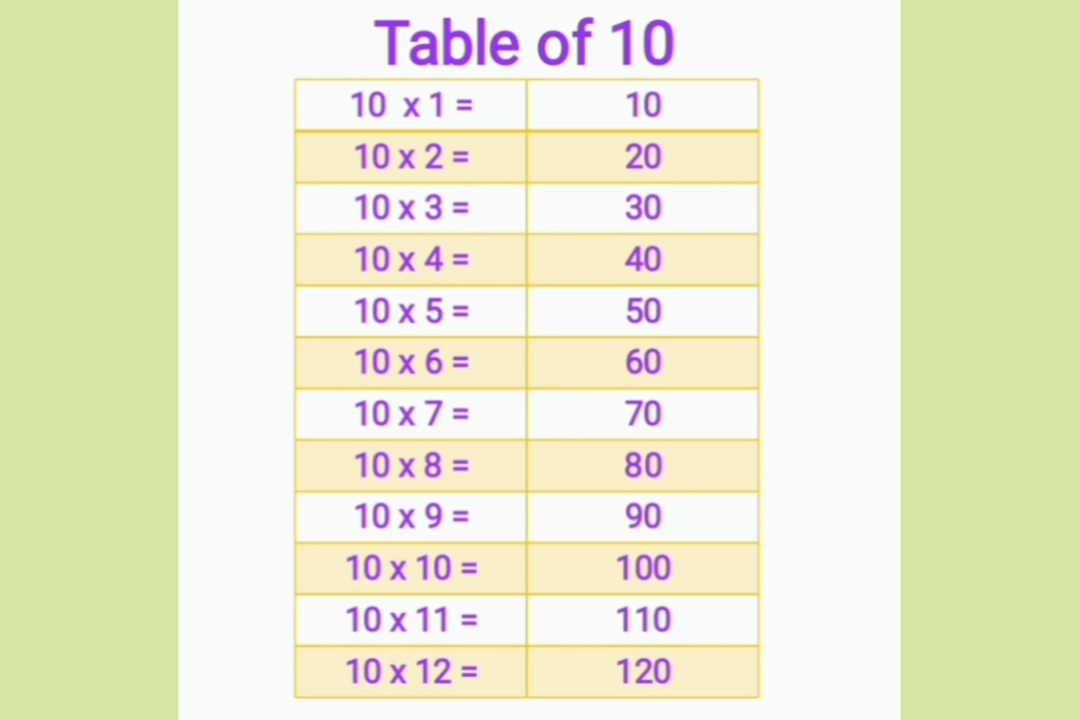 Table of 10
10 x 1 = 10
10 x 2 = 20
10 x 3 = 30
10 x 4 = 40
10 x 5 = 50
10 x 6 = 60
10 x 7 = 70
10 x 8 = 80
10 x 9 = 90
10 x 10 = 100
10 x 11 = 110
10 x 12 = 120